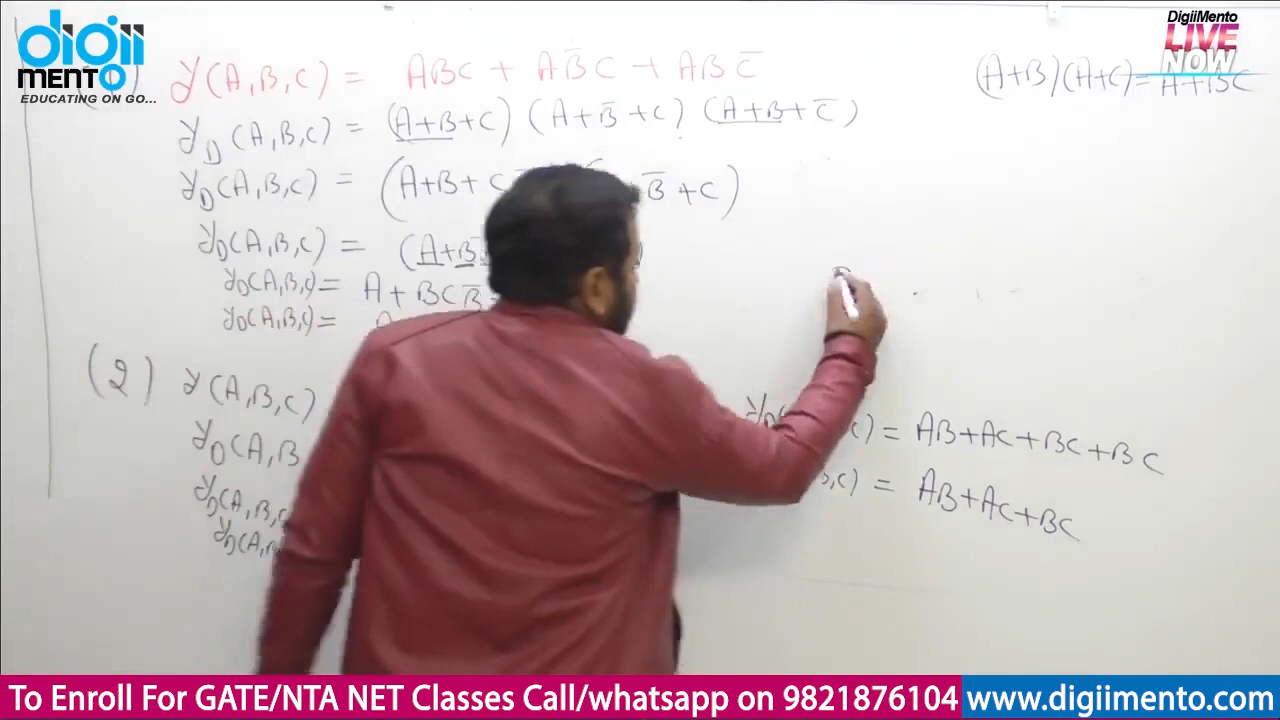 digii
MENTO
EDUCATING ON GO...
DigiiMento
LIVE
NOW
y(A,B,C) = ABC + AB̅C + ABC̅
(A+B)(A+C) = A+BC
y_D(A,B,C) = (A+B+C) (A+B̅+C) (A+B+C̅)
y_D(A,B,C) = (A+B+C B̅+C)
y_D(A,B,C) = (A+B
y_D(A,B,C) = A + BC B̅
y_D(A,B,C) =
(2) y(A,B,C)
y_D(A,B
y_D(A,B,C
y_D(A,B
y_D C) = AB+AC+BC+BC
B,C) = AB+AC+BC
To Enroll For GATE/NTA NET Classes Call/whatsapp on 9821876104 www.digiimento.com